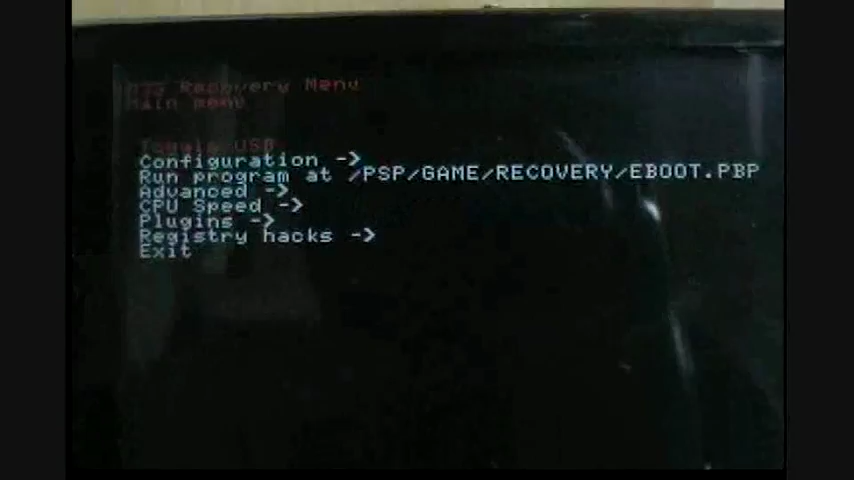 Recovery Menu
Main menu
Toggle USB
Configuration ->
Run program at /PSP/GAME/RECOVERY/EBOOT.PBP
Advanced ->
CPU Speed ->
Plugins ->
Registry hacks ->
Exit